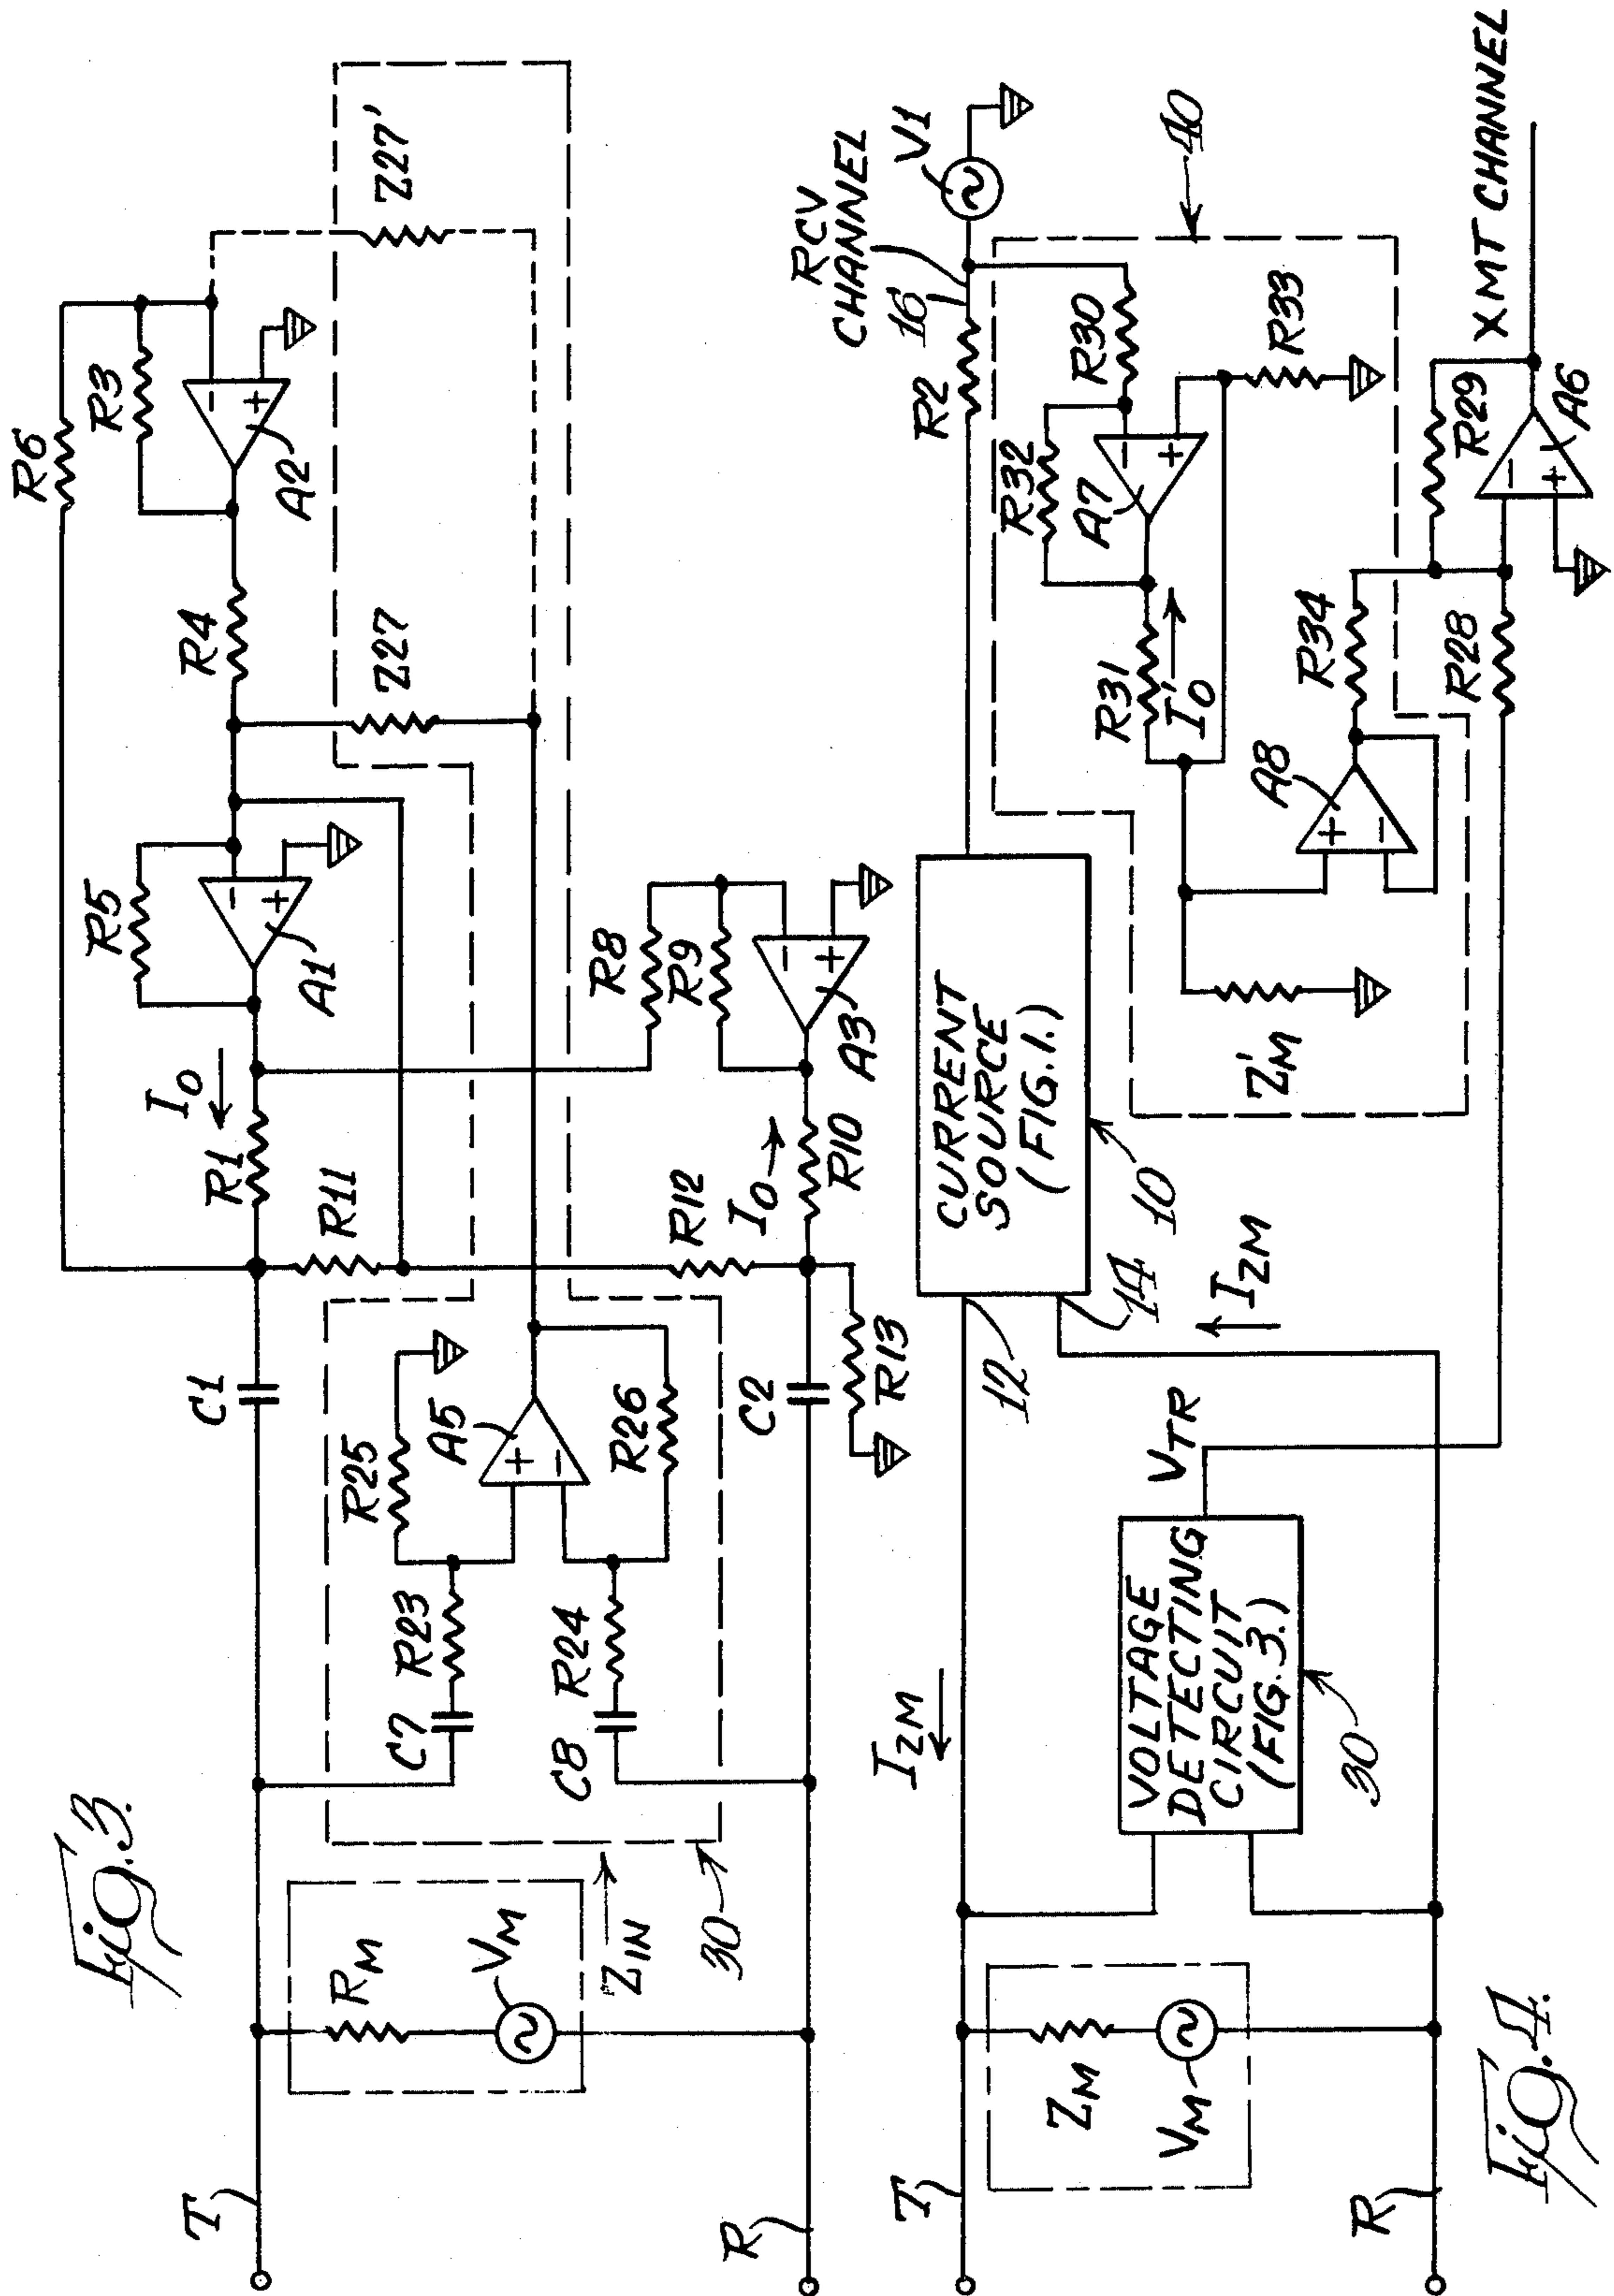 Fig. 3.
T
R
RM
VM
ZIN
30
C7
R23
C8
R24
R25
A5
R26
C1
C2
R13
R11
R12
R1
I0
I0
R10
R5
A1
R8
R9
A3
R6
R4
R3
A2
Z27
Z27'
Fig. 4.
T
R
ZM
VM
IZM
IZM
VOLTAGE
DETECTING
CIRCUIT
(FIG. 3.)
30
VTR
12
14
10
CURRENT
SOURCE
(FIG. 1.)
R2
16
RCV
CHANNEL
V1
40
R30
R32
A7
R33
R31
I'0
Z'M
A8
R34
R28
R29
A6
XMT CHANNEL